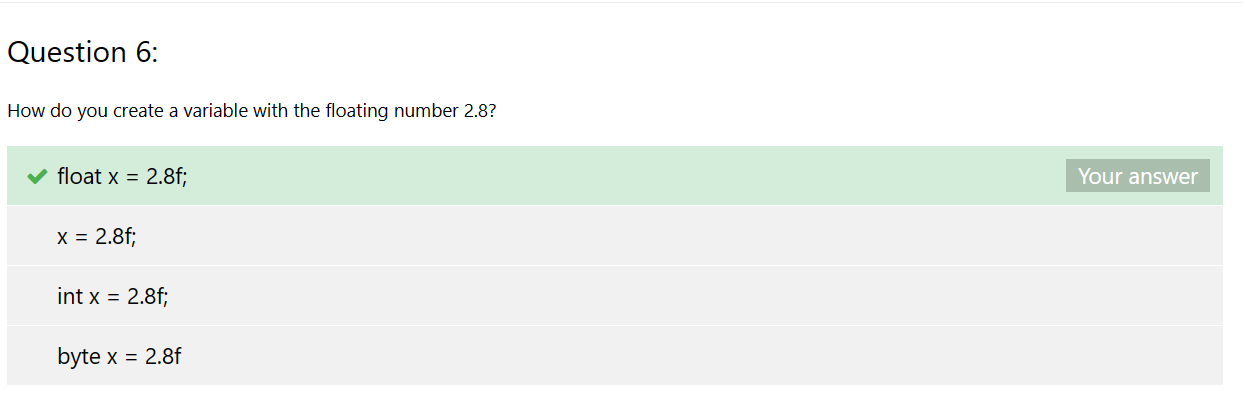 Question 6:
How do you create a variable with the floating number 2.8?
float x = 2.8f;
Your answer
x = 2.8f;
int x = 2.8f;
byte x = 2.8f